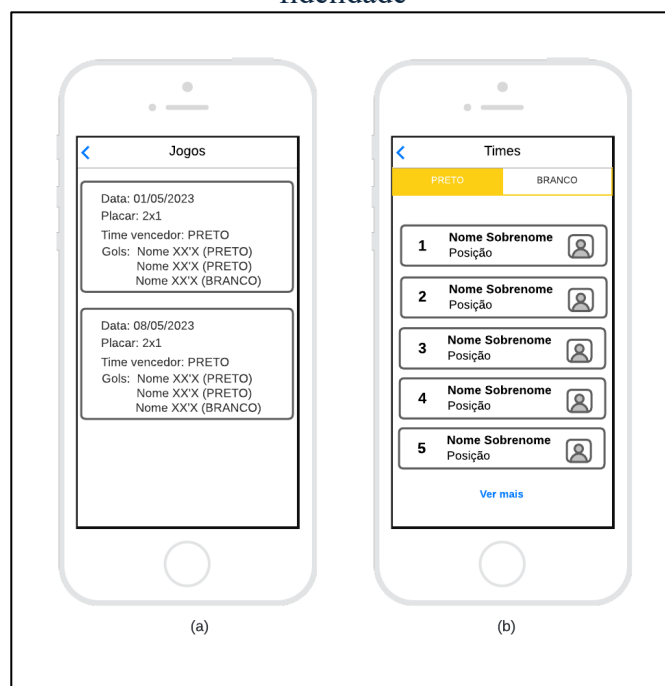 fidelidade
Jogos
Data: 01/05/2023
Placar: 2x1
Time vencedor: PRETO
Gols: Nome XX'X (PRETO)
Nome XX'X (PRETO)
Nome XX'X (BRANCO)
Data: 08/05/2023
Placar: 2x1
Time vencedor: PRETO
Gols: Nome XX'X (PRETO)
Nome XX'X (PRETO)
Nome XX'X (BRANCO)
(a)
Times
PRETO BRANCO
1 Nome Sobrenome
Posição
2 Nome Sobrenome
Posição
3 Nome Sobrenome
Posição
4 Nome Sobrenome
Posição
5 Nome Sobrenome
Posição
Ver mais
(b)